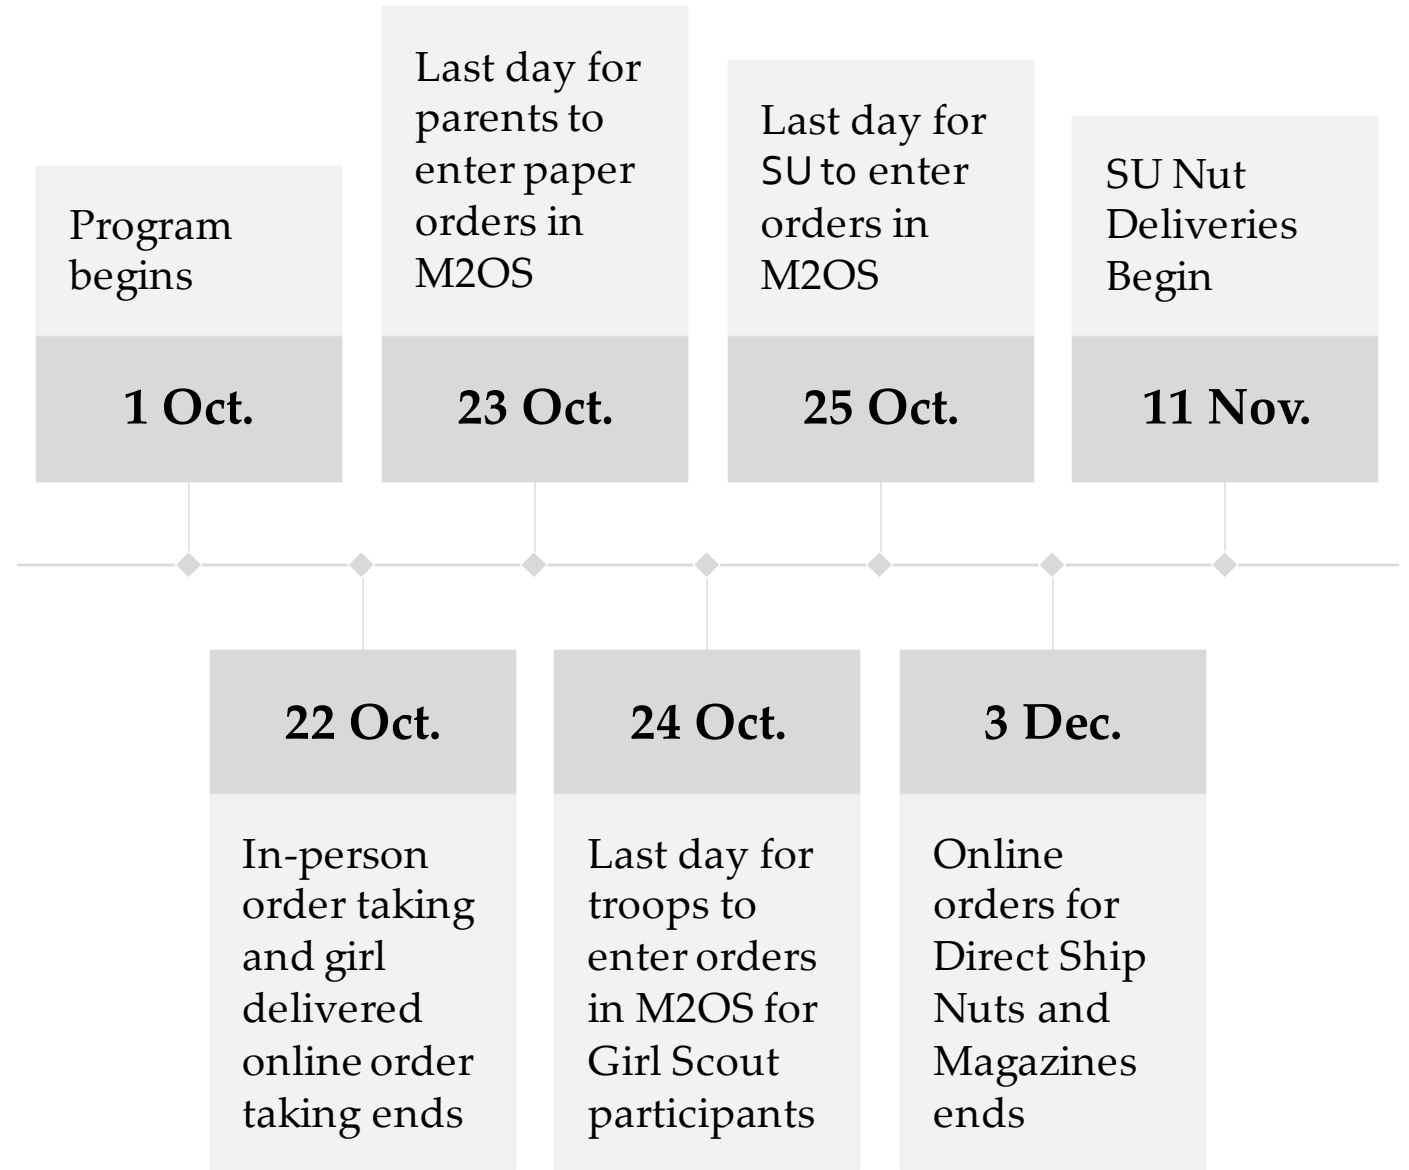 Program
begins
1 Oct.
Last day for
parents to
enter paper
orders in
M2OS
23 Oct.
Last day for
SU to enter
orders in
M2OS
25 Oct.
SU Nut
Deliveries
Begin
11 Nov.
22 Oct.
In-person
order taking
and girl
delivered
online order
taking ends
24 Oct.
Last day for
troops to
enter orders
in M2OS for
Girl Scout
participants
3 Dec.
Online
orders for
Direct Ship
Nuts and
Magazines
ends